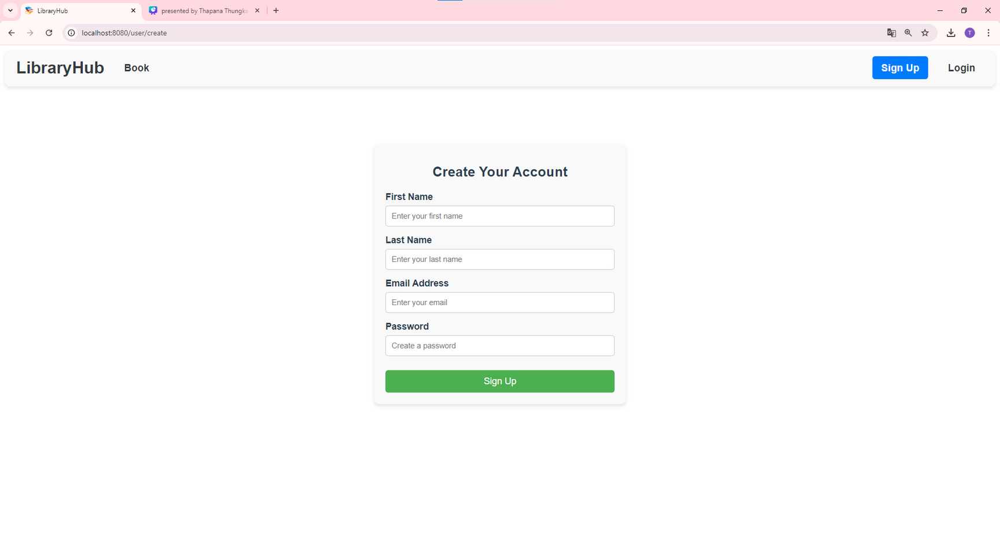 LibraryHub
presented by Thapana Thungka
localhost:8080/user/create
T
LibraryHub
Book
Sign Up
Login
Create Your Account
First Name
Enter your first name
Last Name
Enter your last name
Email Address
Enter your email
Password
Create a password
Sign Up